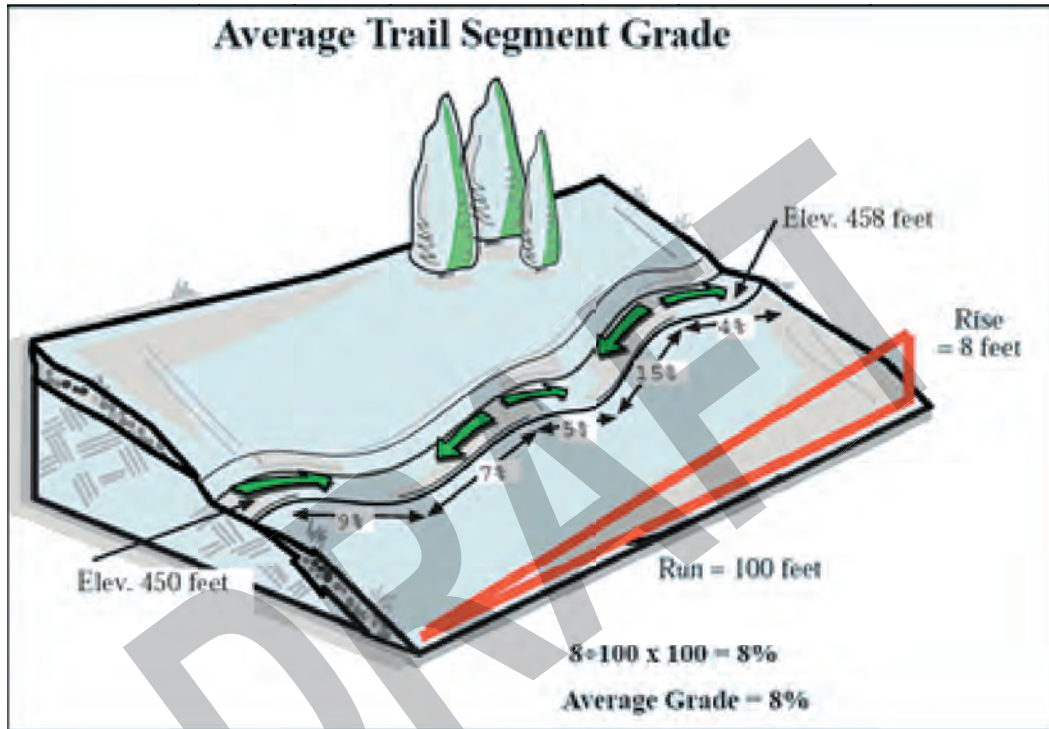 Average Trail Segment Grade
Elev. 458 feet
Rise
= 8 feet
4%
15%
5%
7%
9%
Elev. 450 feet
Run = 100 feet
8÷100 x 100 = 8%
Average Grade = 8%
DRAFT